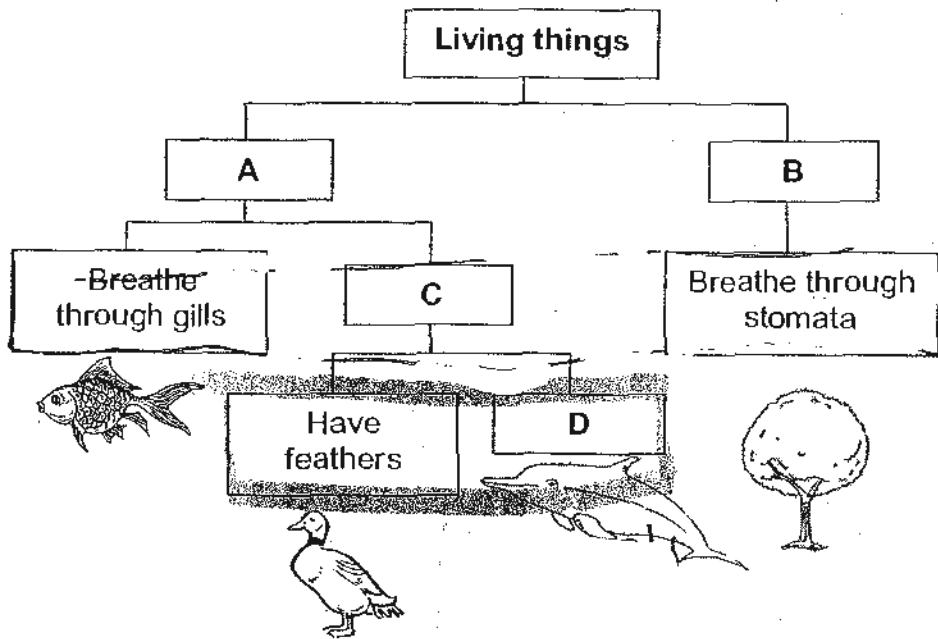 Living things
A
B
-Breathe
through gills
C
Breathe through
stomata
Have
feathers
D